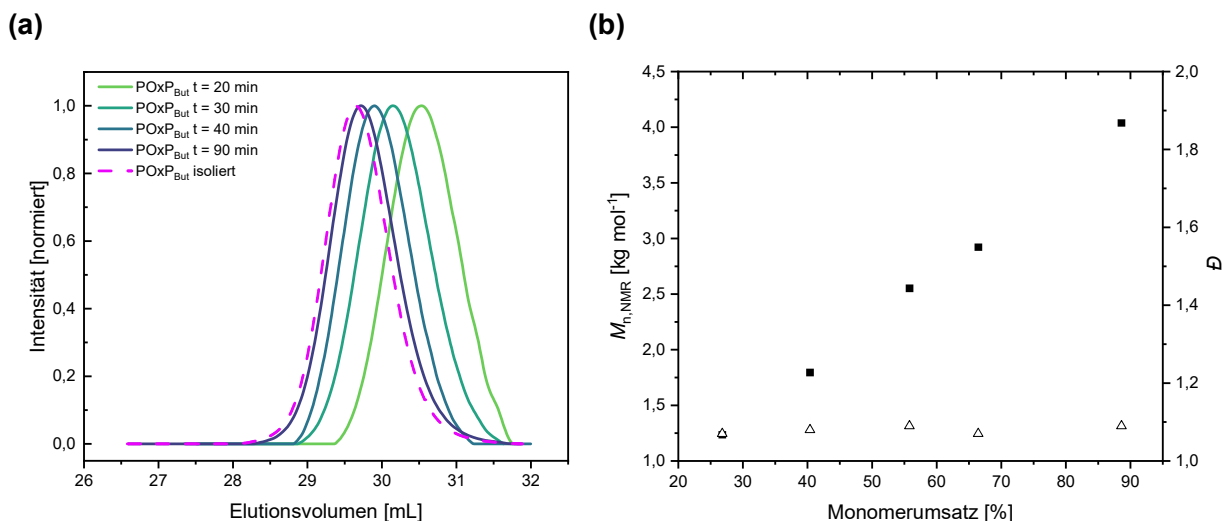 (a)
POxP_But t = 20 min
POxP_But t = 30 min
POxP_But t = 40 min
POxP_But t = 90 min
POxP_But isoliert
1,0
0,8
0,6
0,4
0,2
0,0
Intensität [normiert]
26 27 28 29 30 31 32
Elutionsvolumen [mL]
(b)
4,5
4,0
3,5
3,0
2,5
2,0
1,5
1,0
M_n,NMR [kg mol⁻¹]
2,0
1,8
1,6
1,4
1,2
1,0
Đ
20 30 40 50 60 70 80 90
Monomerumsatz [%]